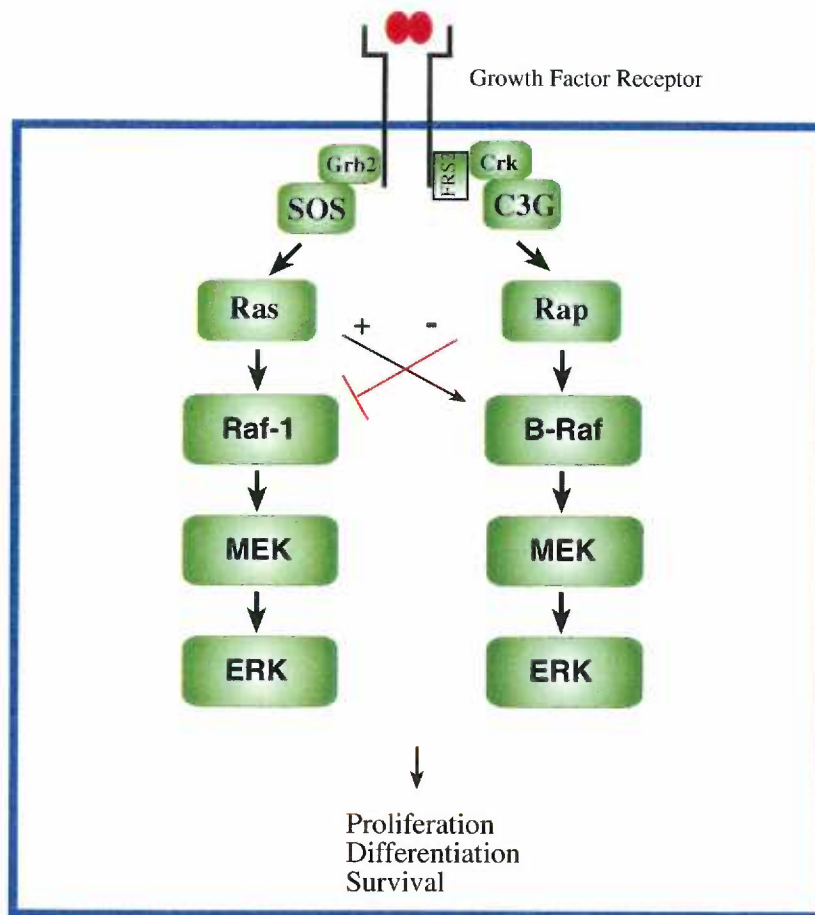 Growth Factor Receptor
Grb2
FRS2
Crk
SOS
C3G
Ras
+
-
Rap
Raf-1
B-Raf
MEK
MEK
ERK
ERK
Proliferation
Differentiation
Survival